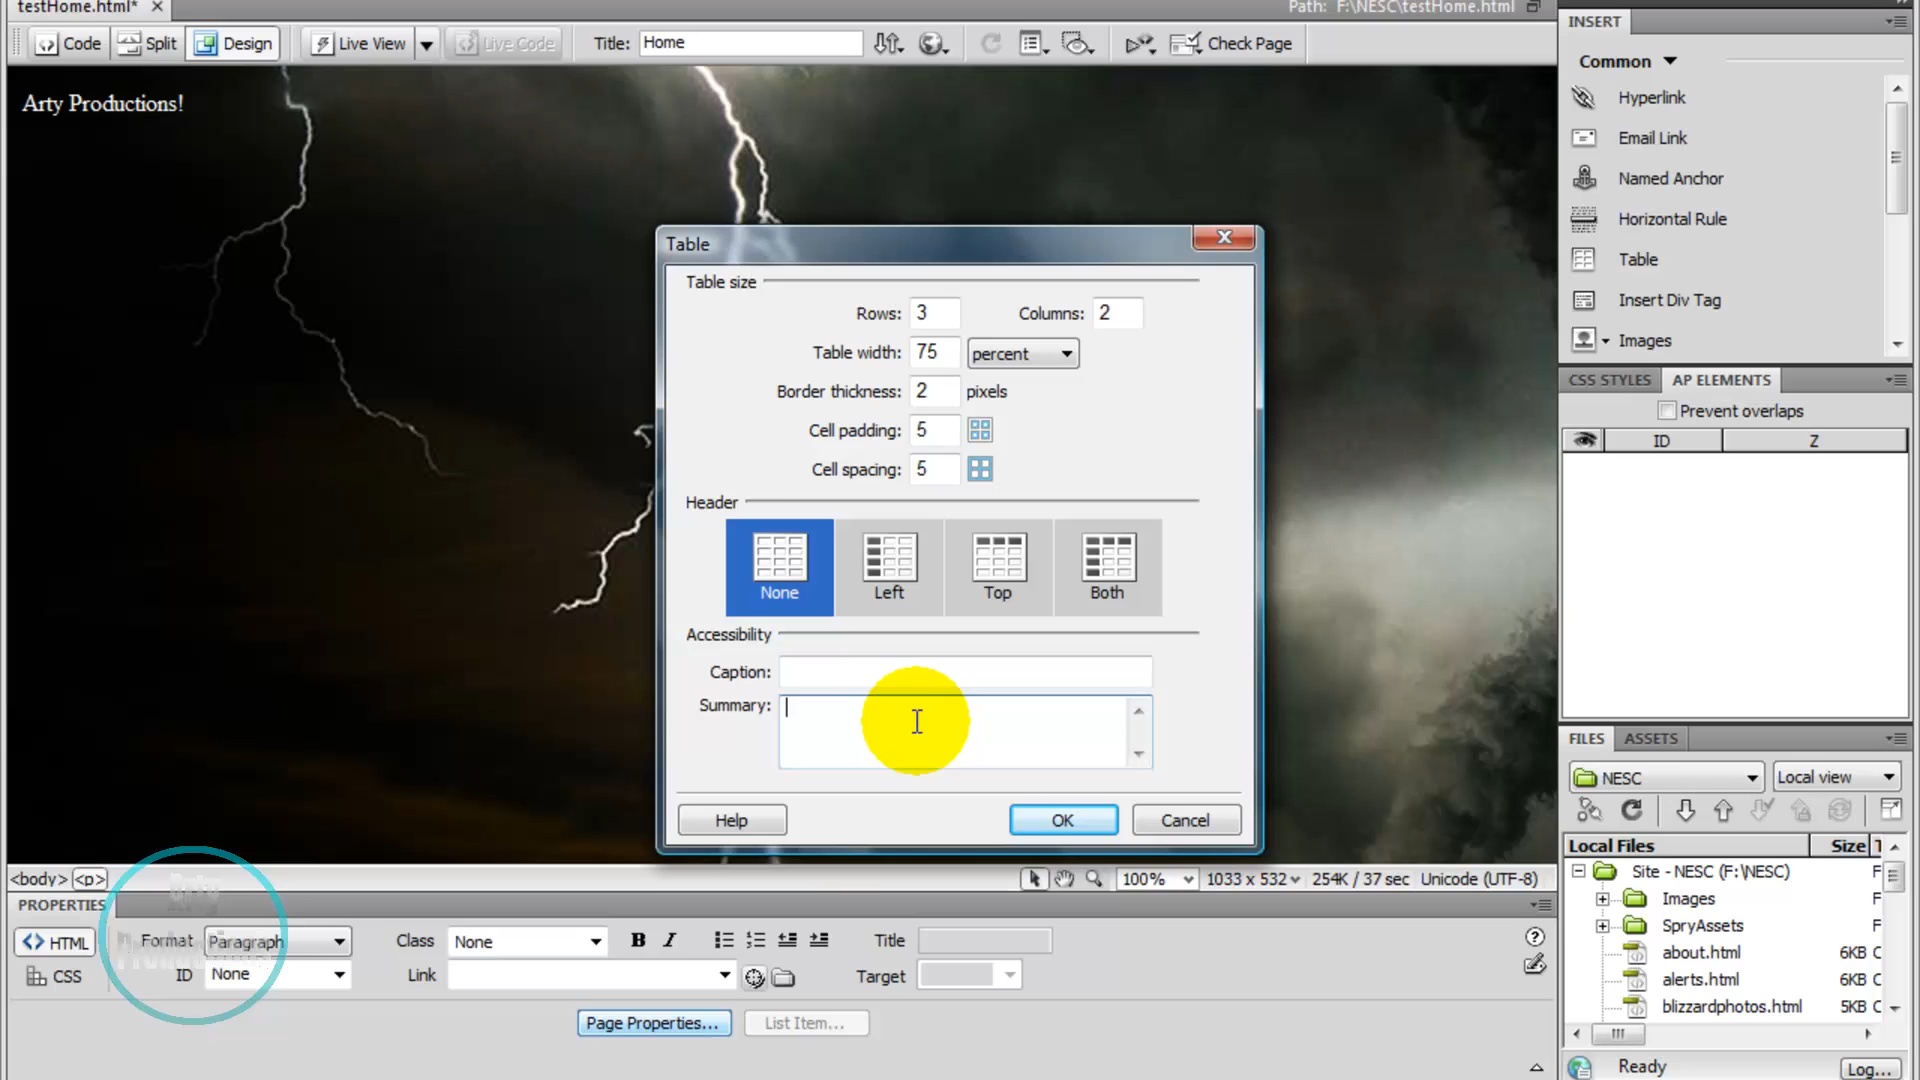 testHome.html*
Path: F:\NESC\testHome.html
Code Split Design Live View Live Code Title: Home Check Page
Arty Productions!
INSERT
Common
Hyperlink
Email Link
Named Anchor
Horizontal Rule
Table
Insert Div Tag
Images
Table
Table size
Rows: 3 Columns: 2
Table width: 75 percent
Border thickness: 2 pixels
Cell padding: 5
Cell spacing: 5
Header
None Left Top Both
Accessibility
Caption:
Summary:
Help OK Cancel
CSS STYLES AP ELEMENTS
Prevent overlaps
ID Z
FILES ASSETS
NESC Local view
Local Files Size T
Site - NESC (F:\NESC) F
Images F
SpryAssets F
about.html 6KB C
alerts.html 6KB C
blizzardphotos.html 5KB C
Ready Log...
<body> <p> 100% 1033 x 532 254K / 37 sec Unicode (UTF-8)
PROPERTIES
HTML Format Paragraph Class None B I Title
CSS ID None Link Target
Page Properties... List Item...
Arty
Productions